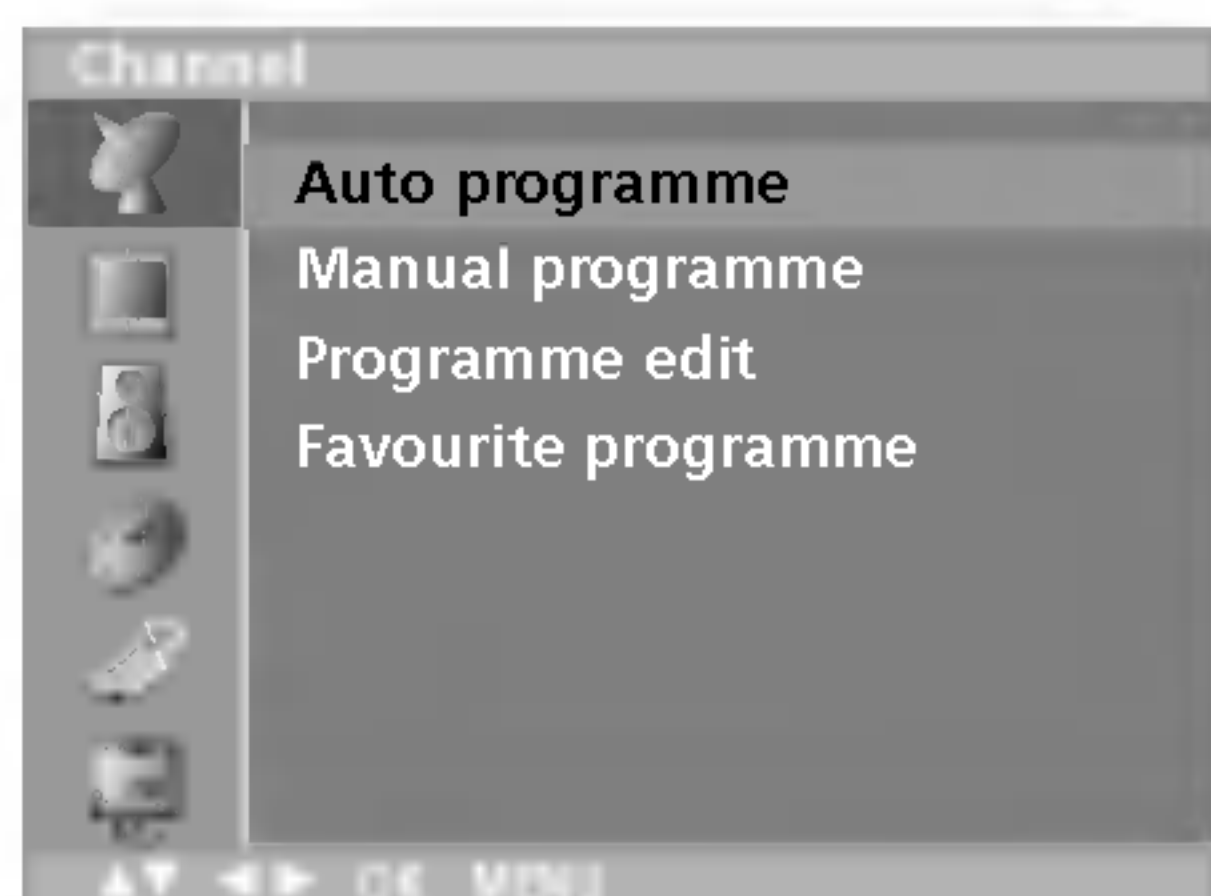 Channel
Auto programme
Manual programme
Programme edit
Favourite programme
▲▼ ◀▶ OK MENU